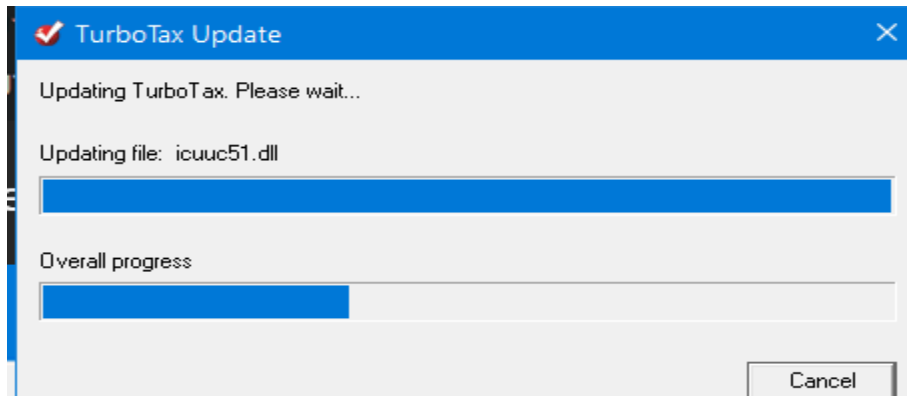 TurboTax Update
Updating TurboTax. Please wait...
Updating file: icuuc51.dll
Overall progress
Cancel